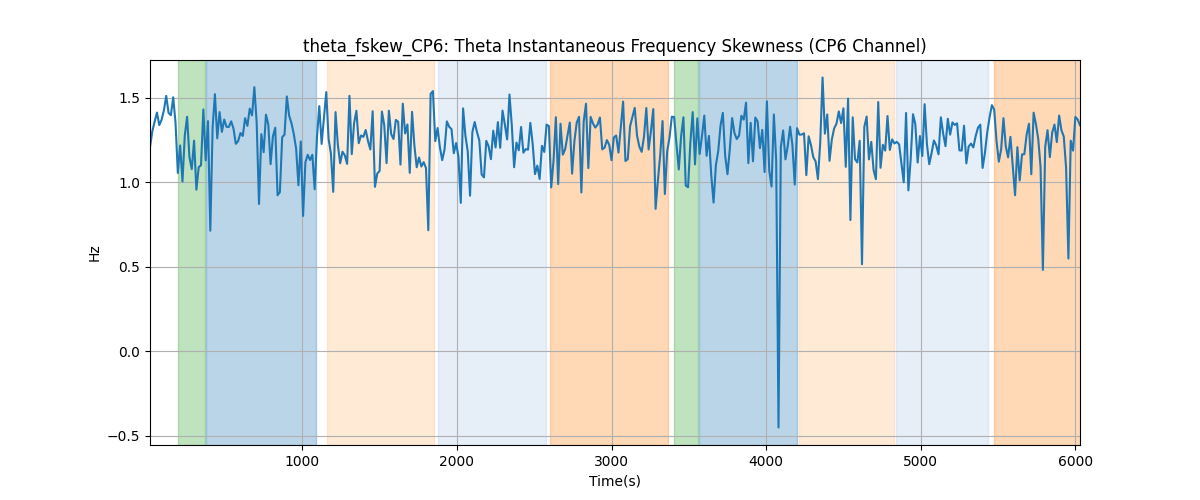 theta_fskew_CP6: Theta Instantaneous Frequency Skewness (CP6 Channel)
Hz
1.5
1.0
0.5
0.0
−0.5
1000 2000 3000 4000 5000 6000
Time(s)